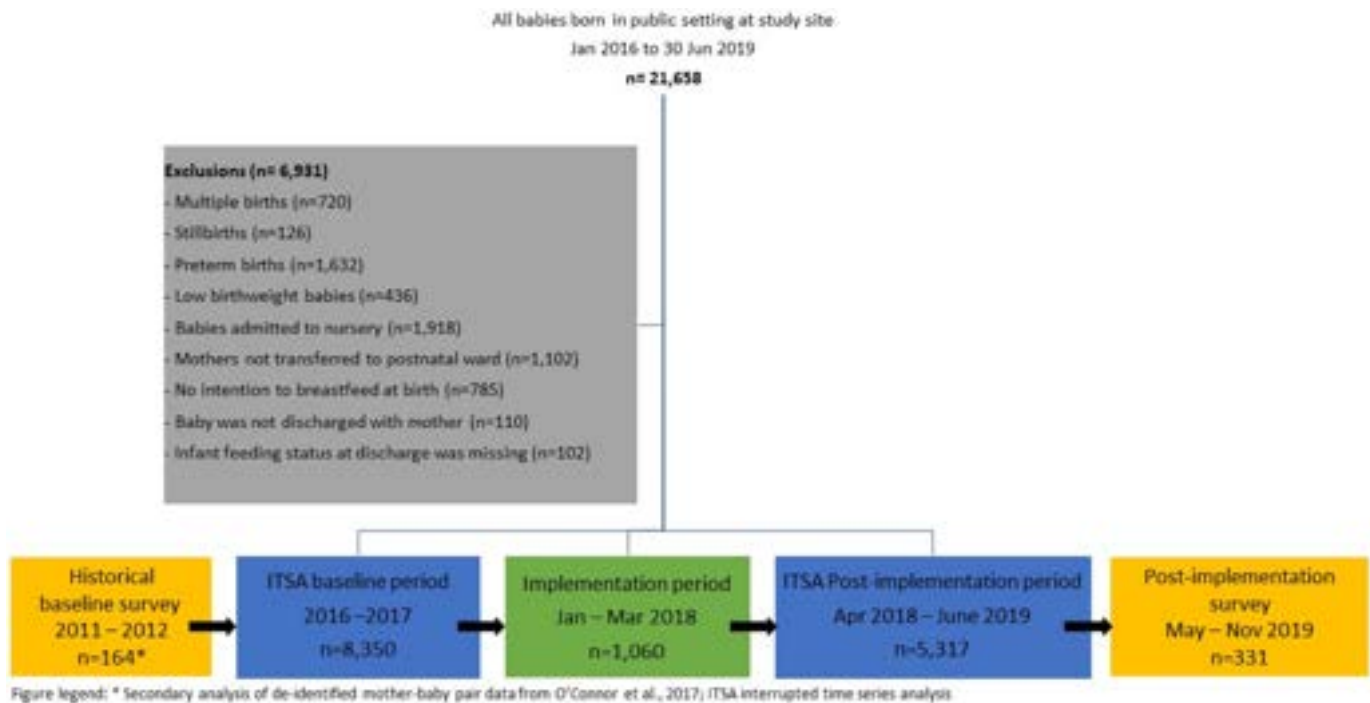 All babies born in public setting at study site
Jan 2016 to 30 Jun 2019
n= 21,658
Exclusions (n= 6,931)
- Multiple births (n=720)
- Stillbirths (n=126)
- Preterm births (n=1,632)
- Low birthweight babies (n=436)
- Babies admitted to nursery (n=1,918)
- Mothers not transferred to postnatal ward (n=1,102)
- No intention to breastfeed at birth (n=785)
- Baby was not discharged with mother (n=110)
- Infant feeding status at discharge was missing (n=102)
Historical
baseline survey
2011 – 2012
n=164*
ITSA baseline period
2016 –2017
n=8,350
Implementation period
Jan – Mar 2018
n=1,060
ITSA Post-implementation period
Apr 2018 – June 2019
n=5,317
Post-implementation
survey
May – Nov 2019
n=331
Figure legend: * Secondary analysis of de-identified mother-baby pair data from O'Connor et al., 2017; ITSA interrupted time series analysis